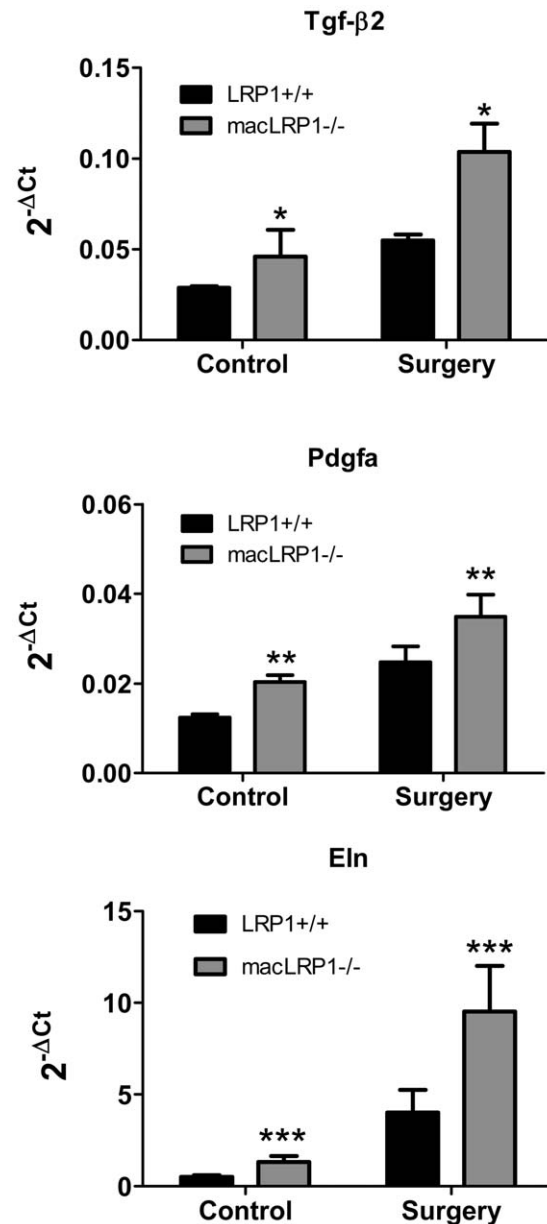 Tgf-β2
0.15
0.10
0.05
0.00
2^-ΔCt
LRP1+/+
macLRP1-/-
*
*
Control Surgery
Pdgfa
0.06
0.04
0.02
0.00
2^-ΔCt
LRP1+/+
macLRP1-/-
**
**
Control Surgery
Eln
15
10
5
0
2^-ΔCt
LRP1+/+
macLRP1-/-
***
***
Control Surgery